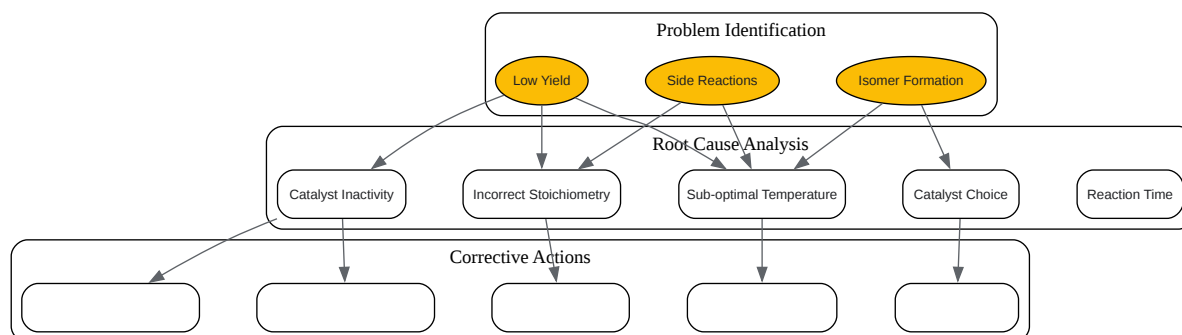 Problem Identification
Low Yield
Side Reactions
Isomer Formation
Root Cause Analysis
Catalyst Inactivity
Incorrect Stoichiometry
Sub-optimal Temperature
Catalyst Choice
Reaction Time
Corrective Actions